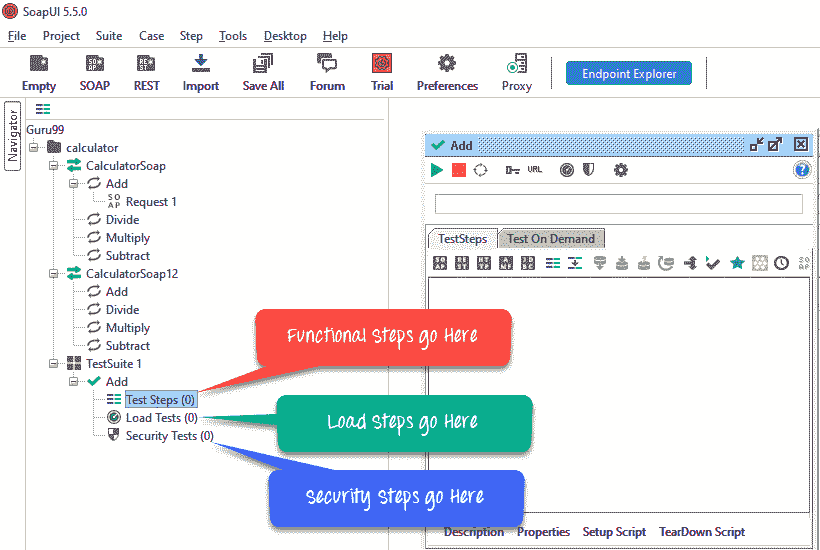 SoapUI 5.5.0
File Project Suite Case Step Tools Desktop Help
Empty SOAP REST Import Save All Forum Trial Preferences Proxy Endpoint Explorer
Navigator
Guru99
calculator
CalculatorSoap
Add
SO AP Request 1
Divide
Multiply
Subtract
CalculatorSoap12
Add
Divide
Multiply
Subtract
TestSuite 1
Add
Test Steps (0)
Load Tests (0)
Security Tests (0)
Functional Steps go Here
Load Steps go Here
Security Steps go Here
Add
URL
TestSteps Test On Demand
Description Properties Setup Script TearDown Script